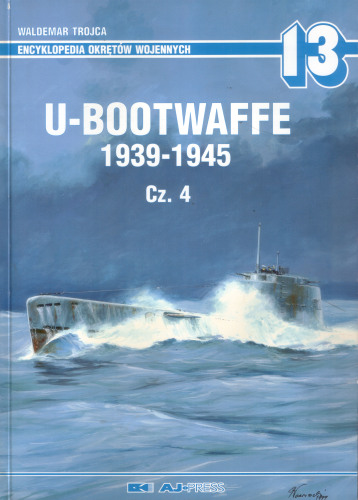 WALDEMAR TROJCA
ENCYKLOPEDIA OKRĘTÓW WOJENNYCH
13
U-BOOTWAFFE
1939-1945
Cz. 4
AJ-PRESS